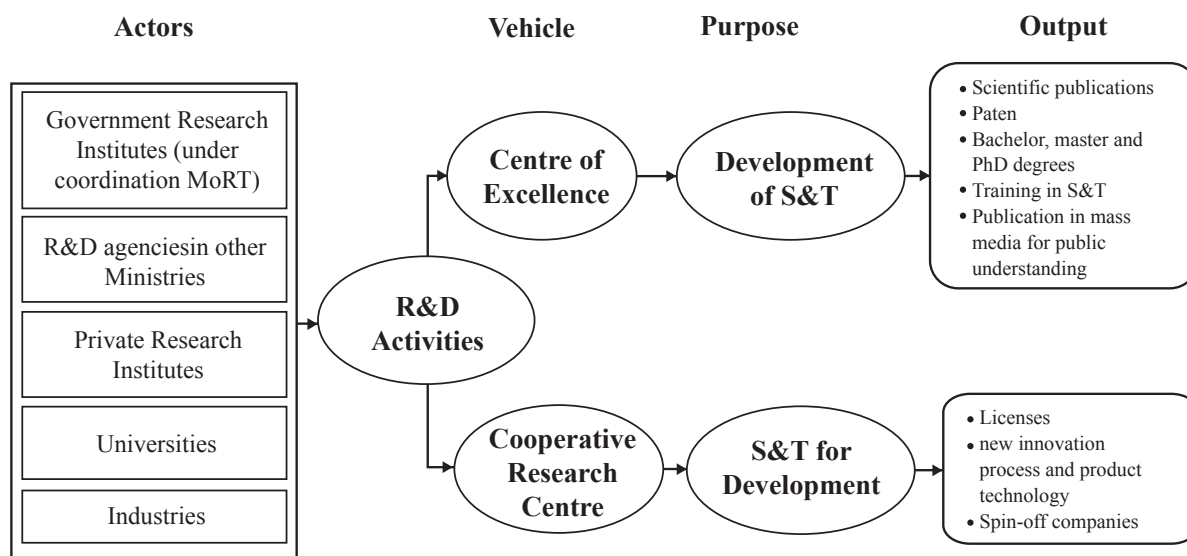 Actors
Vehicle
Purpose
Output
Government Research
Institutes (under
coordination MoRT)
R&D agenciesin other
Ministries
Private Research
Institutes
Universities
Industries
R&D
Activities
Centre of
Excellence
Development
of S&T
• Scientific publications
• Paten
• Bachelor, master and
PhD degrees
• Training in S&T
• Publication in mass
media for public
understanding
Cooperative
Research
Centre
S&T for
Development
• Licenses
• new innovation
process and product
technology
• Spin-off companies